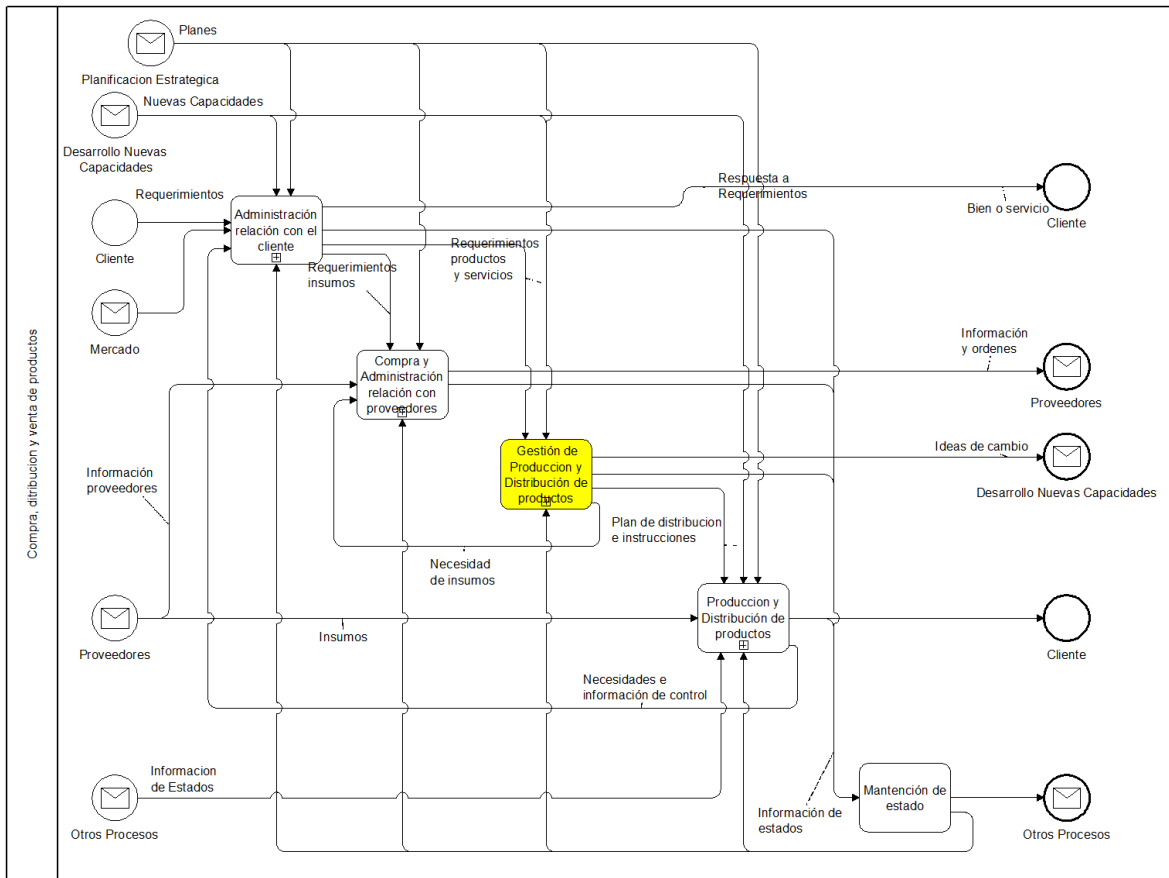 Compra, ditribucion y venta de productos
Planes
Planificacion Estrategica
Nuevas Capacidades
Desarrollo Nuevas
Capacidades
Requerimientos
Cliente
Mercado
Administración
relación con el
cliente
Respuesta a
Requerimientos
Bien o servicio
Cliente
Requerimientos
productos
y servicios
Requerimientos
insumos
Información
y ordenes
Proveedores
Compra y
Administración
relación con
proveedores
Ideas de cambio
Desarrollo Nuevas Capacidades
Gestión de
Produccion y
Distribución de
productos
Información
proveedores
Plan de distribucion
e instrucciones
Necesidad
de insumos
Proveedores
Insumos
Produccion y
Distribución de
productos
Cliente
Necesidades e
información de control
Informacion
de Estados
Otros Procesos
Información de
estados
Mantención de
estado
Otros Procesos